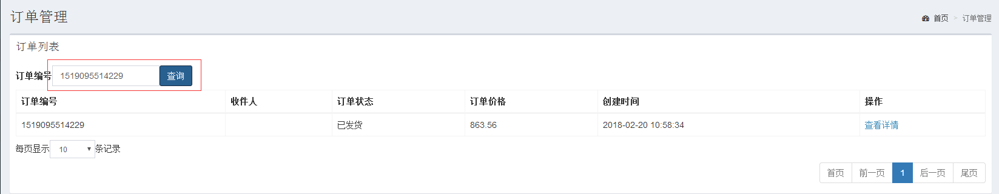 订单管理
首页 > 订单管理
订单列表
订单编号 1519095514229 查询
订单编号 收件人 订单状态 订单价格 创建时间 操作
1519095514229 已发货 863.56 2018-02-20 10:58:34 查看详情
每页显示 10 条记录
首页 前一页 1 后一页 尾页